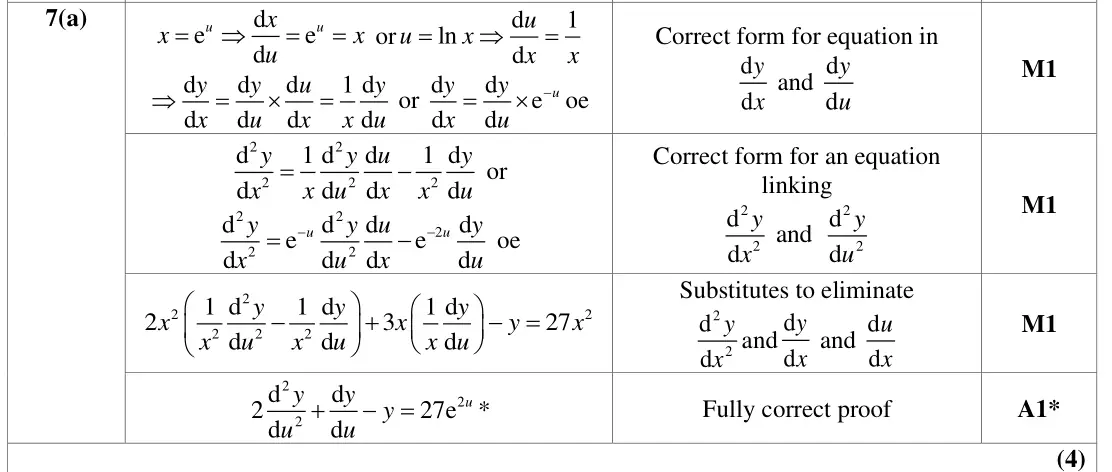 7(a)
x = e^u ⇒ dx/du = e^u = x or u = ln x ⇒ du/dx = 1/x
⇒ dy/dx = dy/du × du/dx = 1/x dy/du or dy/dx = dy/du × e^−u oe
Correct form for equation in
dy/dx and dy/du
M1
d²y/dx² = 1/x d²y/du² du/dx − 1/x² dy/du or
d²y/dx² = e^−u d²y/du² du/dx − e^−2u dy/du oe
Correct form for an equation
linking
d²y/dx² and d²y/du²
M1
2x²(1/x² d²y/du² − 1/x² dy/du) + 3x(1/x dy/du) − y = 27x²
Substitutes to eliminate
d²y/dx² and dy/dx and du/dx
M1
2 d²y/du² + dy/du − y = 27e^2u *
Fully correct proof
A1*
(4)